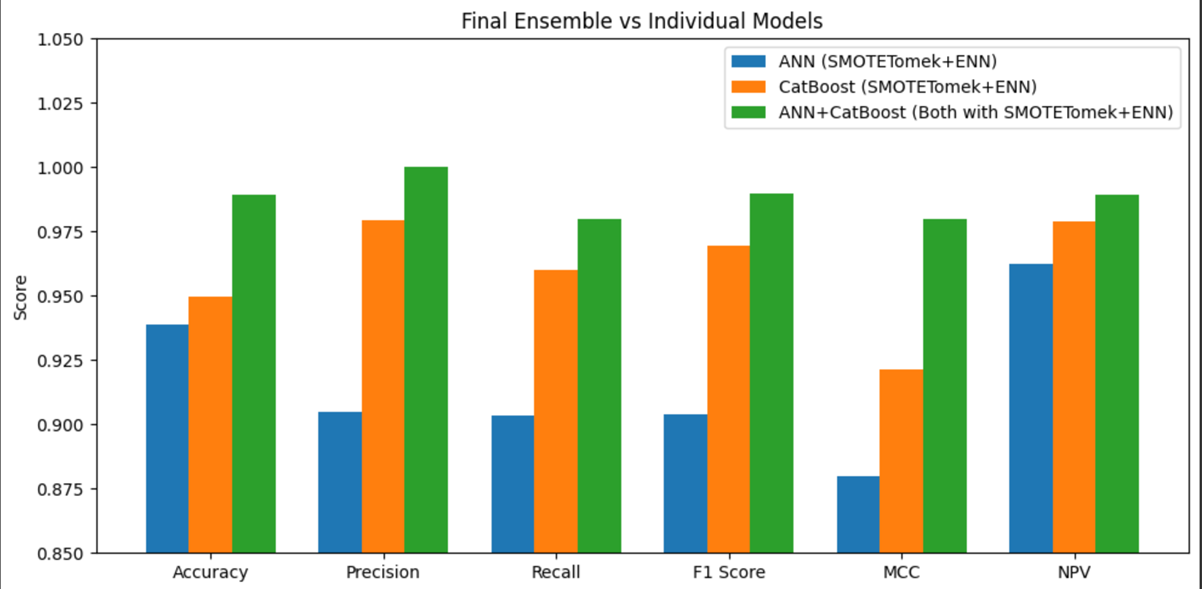 Final Ensemble vs Individual Models
1.050
1.025
1.000
0.975
0.950
0.925
0.900
0.875
0.850
Score
ANN (SMOTETomek+ENN)
CatBoost (SMOTETomek+ENN)
ANN+CatBoost (Both with SMOTETomek+ENN)
Accuracy Precision Recall F1 Score MCC NPV